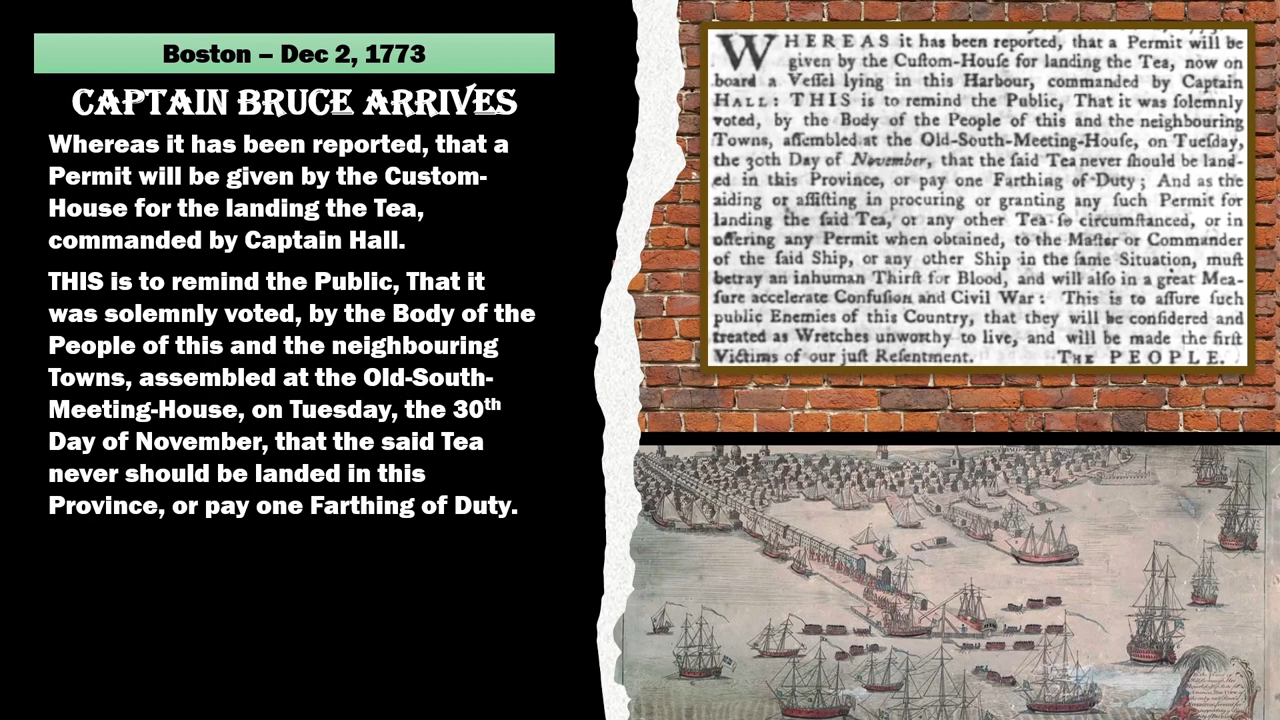 Boston – Dec 2, 1773
CAPTAIN BRUCE ARRIVES
Whereas it has been reported, that a
Permit will be given by the Custom-
House for the landing the Tea,
commanded by Captain Hall.
THIS is to remind the Public, That it
was solemnly voted, by the Body of the
People of this and the neighbouring
Towns, assembled at the Old-South-
Meeting-House, on Tuesday, the 30th
Day of November, that the said Tea
never should be landed in this
Province, or pay one Farthing of Duty.
WHEREAS it has been reported, that a Permit will be
given by the Cuſtom-Houſe for landing the Tea, now on
board a Veſſel lying in this Harbour, commanded by Captain
HALL: THIS is to remind the Public, That it was ſolemnly
voted, by the Body of the People of this and the neighbouring
Towns, aſſembled at the Old-South-Meeting-Houſe, on Tueſday,
the 30th Day of November, that the ſaid Tea never ſhould be land-
ed in this Province, or pay one Farthing of Duty; And as the
aiding or aſſiſting in procuring or granting any ſuch Permit for
landing the ſaid Tea, or any other Tea ſo circumſtanced, or in
offering any Permit when obtained, to the Maſter or Commander
of the ſaid Ship, or any other Ship in the ſame Situation, muſt
betray an inhuman Thirſt for Blood, and will alſo in a great Mea-
ſure accelerate Confuſion and Civil War: This is to aſſure ſuch
public Enemies of this Country, that they will be conſidered and
treated as Wretches unworthy to live, and will be made the firſt
Victims of our juſt Reſentment. THE PEOPLE.